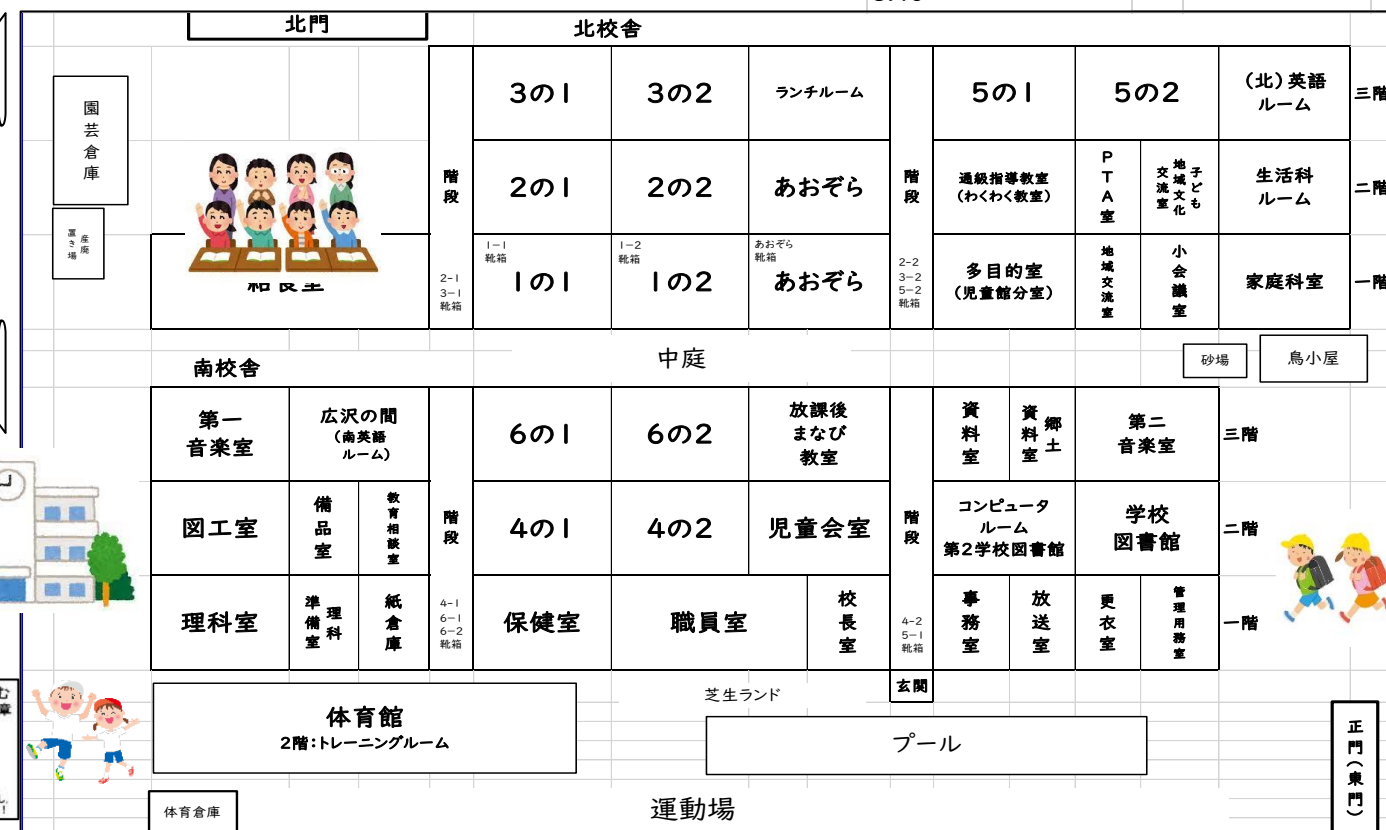 北門
北校舎
園芸倉庫
産廃
置き場
階段
3の1
3の2
ランチルーム
階段
5の1
5の2
(北)英語
ルーム
三階
2の1
2の2
あおぞら
通級指導教室
(わくわく教室)
PTA室
子ども
地域文化
交流室
生活科
ルーム
二階
給食室
2-1
3-1
靴箱
1-1
靴箱
1の1
1-2
靴箱
1の2
あおぞら
靴箱
あおぞら
2-2
3-2
5-2
靴箱
多目的室
(児童館分室)
地域交流室
小会議室
家庭科室
一階
中庭
砂場
鳥小屋
南校舎
第一
音楽室
広沢の間
(南英語
ルーム)
階段
6の1
6の2
放課後
まなび
教室
階段
資料室
郷土
資料室
第二
音楽室
三階
図工室
備品室
教育相談室
4の1
4の2
児童会室
コンピュータ
ルーム
第2学校図書館
学校
図書館
二階
理科室
理科
準備室
紙倉庫
4-1
6-1
6-2
靴箱
保健室
職員室
校長室
4-2
5-1
靴箱
事務室
放送室
更衣室
管理用務室
一階
玄関
体育館
2階:トレーニングルーム
芝生ランド
プール
正門(東門)
体育倉庫
運動場